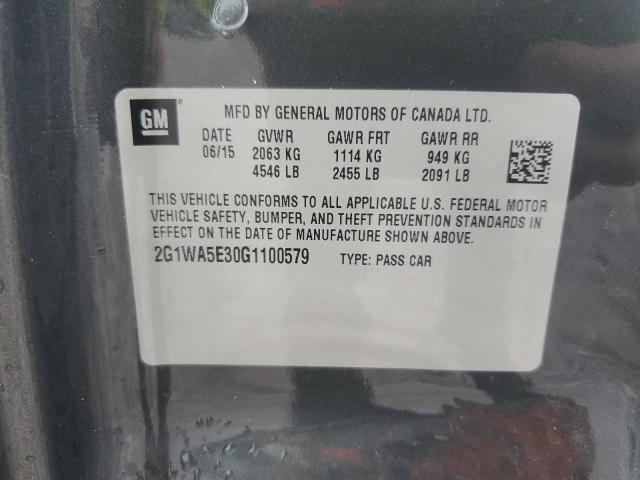 GM
MFD BY GENERAL MOTORS OF CANADA LTD.
DATE GVWR GAWR FRT GAWR RR
06/15 2063 KG 1114 KG 949 KG
4546 LB 2455 LB 2091 LB
THIS VEHICLE CONFORMS TO ALL APPLICABLE U.S. FEDERAL MOTOR
VEHICLE SAFETY, BUMPER, AND THEFT PREVENTION STANDARDS IN
EFFECT ON THE DATE OF MANUFACTURE SHOWN ABOVE.
2G1WA5E30G1100579 TYPE: PASS CAR